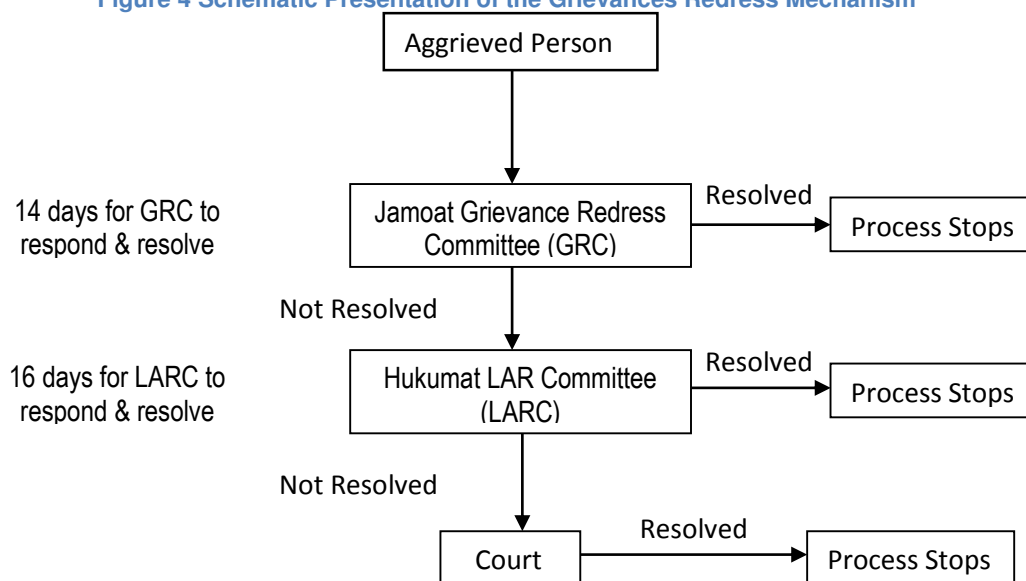 Figure 4 Schematic Presentation of the Grievances Redress Mechanism
Aggrieved Person
14 days for GRC to
respond & resolve
Jamoat Grievance Redress
Committee (GRC)
Resolved
Process Stops
Not Resolved
16 days for LARC to
respond & resolve
Hukumat LAR Committee
(LARC)
Resolved
Process Stops
Not Resolved
Court
Resolved
Process Stops